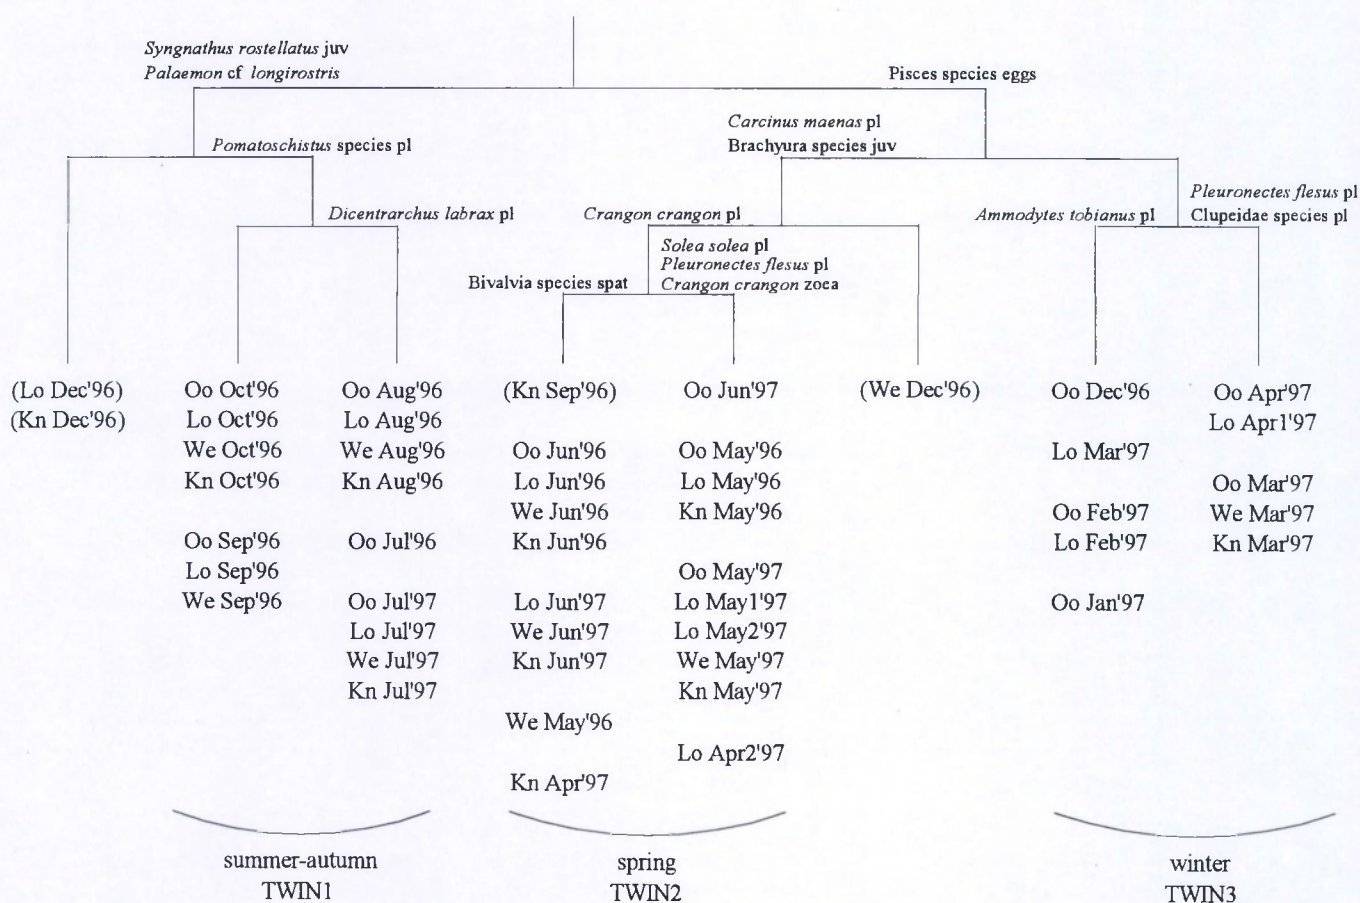 Syngnathus rostellatus juv
Palaemon cf longirostris
Pisces species eggs
Carcinus maenas pl
Brachyura species juv
Pomatoschistus species pl
Pleuronectes flesus pl
Clupeidae species pl
Dicentrarchus labrax pl
Crangon crangon pl
Ammodytes tobianus pl
Solea solea pl
Pleuronectes flesus pl
Crangon crangon zoea
Bivalvia species spat
(Lo Dec'96) Oo Oct'96 Oo Aug'96 (Kn Sep'96) Oo Jun'97 (We Dec'96) Oo Dec'96 Oo Apr'97
(Kn Dec'96) Lo Oct'96 Lo Aug'96 Lo Apr1'97
We Oct'96 We Aug'96 Oo Jun'96 Oo May'96 Lo Mar'97
Kn Oct'96 Kn Aug'96 Lo Jun'96 Lo May'96 Oo Mar'97
We Jun'96 Kn May'96 Oo Feb'97 We Mar'97
Oo Sep'96 Oo Jul'96 Kn Jun'96 Lo Feb'97 Kn Mar'97
Lo Sep'96 Oo May'97
We Sep'96 Oo Jul'97 Lo Jun'97 Lo May1'97 Oo Jan'97
Lo Jul'97 We Jun'97 Lo May2'97
We Jul'97 Kn Jun'97 We May'97
Kn Jul'97 Kn May'97
We May'96
Lo Apr2'97
Kn Apr'97
summer-autumn spring winter
TWIN1 TWIN2 TWIN3